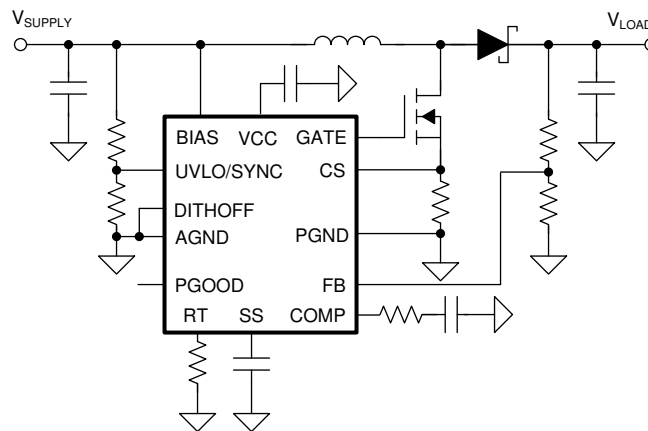 VSUPPLY
VLOAD
BIAS
VCC
GATE
UVLO/SYNC
CS
DITHOFF
AGND
PGND
PGOOD
FB
RT
SS
COMP